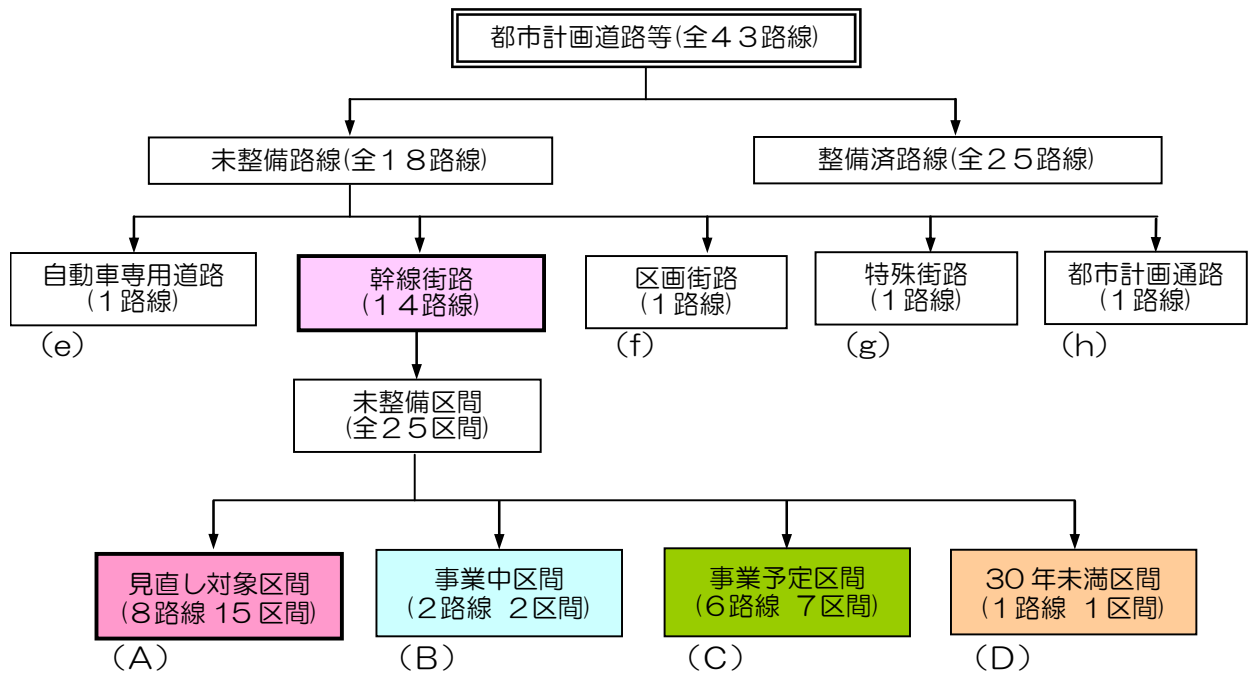 都市計画道路等(全４３路線)
未整備路線(全１８路線)
整備済路線(全２５路線)
自動車専用道路
(１路線)
幹線街路
(１４路線)
区画街路
(１路線)
特殊街路
(１路線)
都市計画通路
(１路線)
（e）
（f）
（g）
（h）
未整備区間
(全２５区間)
見直し対象区間
(８路線 15 区間)
事業中区間
(２路線 ２区間)
事業予定区間
(６路線 ７区間)
30 年未満区間
(１路線 １区間)
（A）
（B）
（C）
（D）